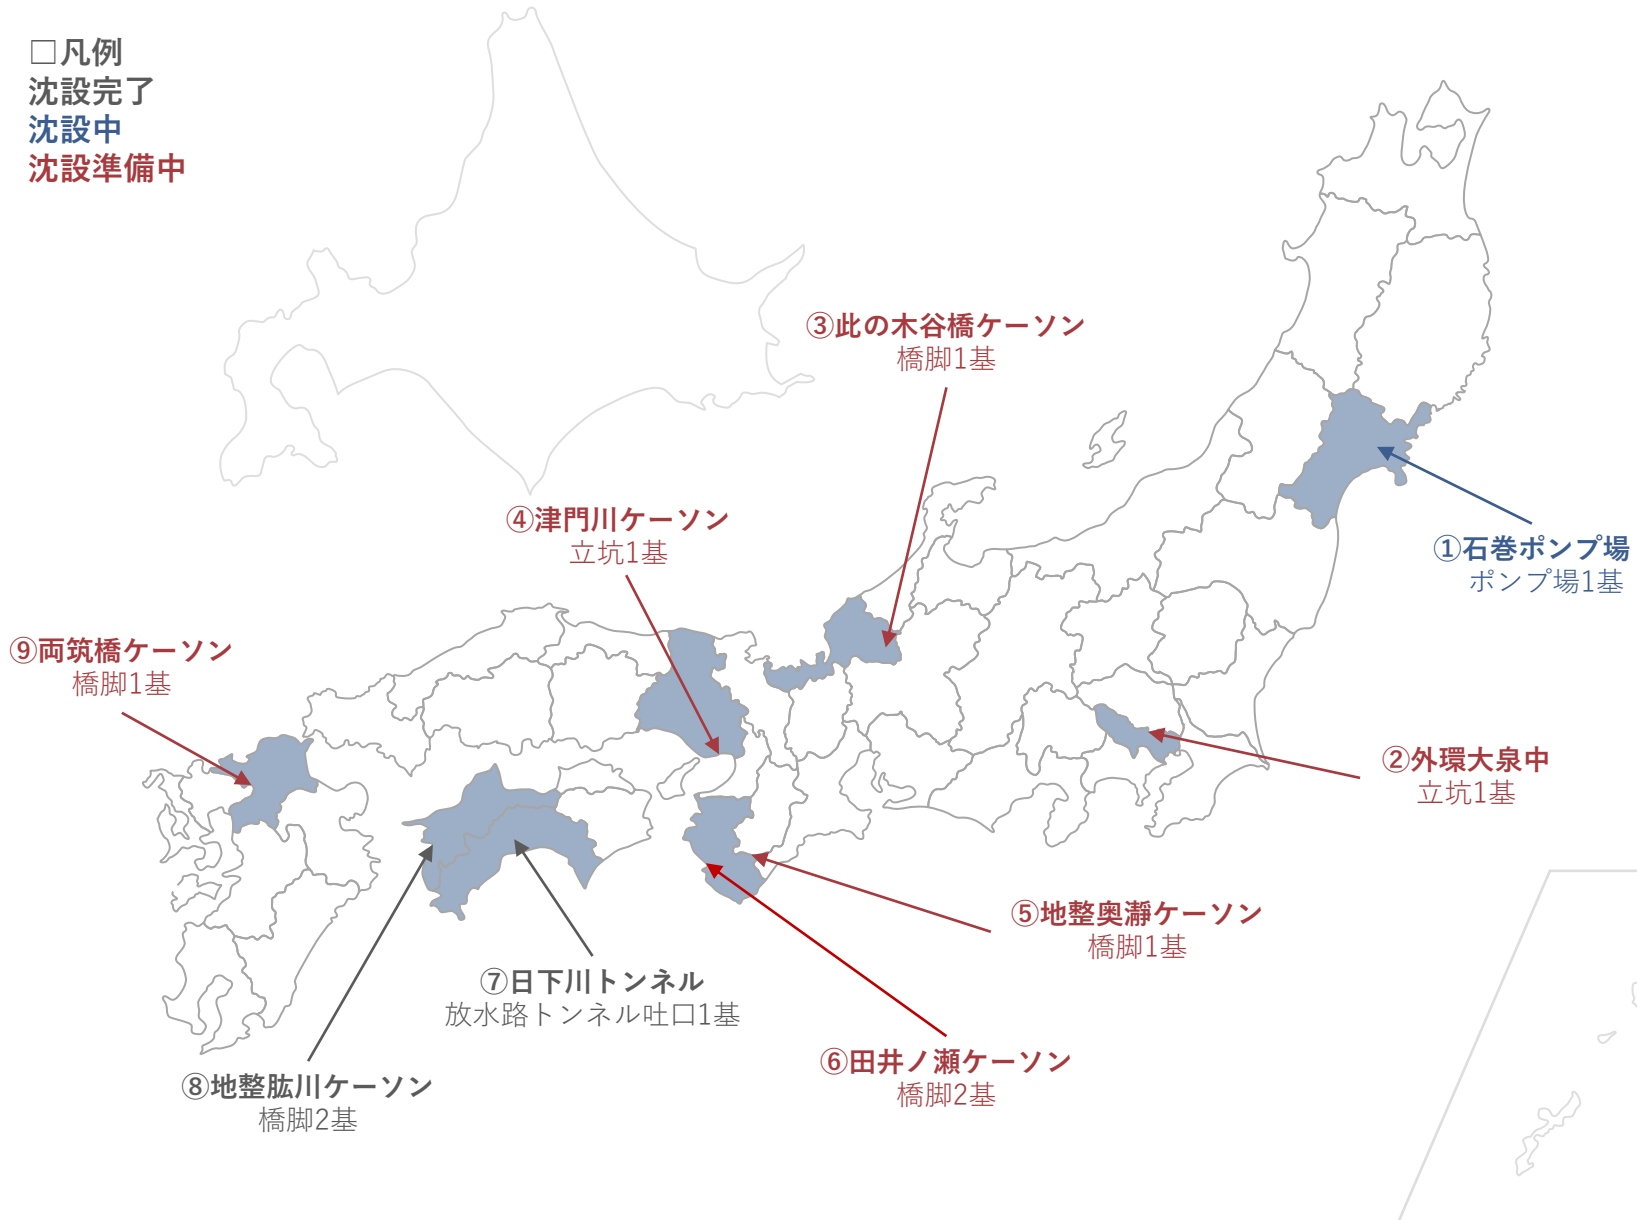 □凡例
沈設完了
沈設中
沈設準備中
③此の木谷橋ケーソン
橋脚1基
④津門川ケーソン
立坑1基
①石巻ポンプ場
ポンプ場1基
⑨両筑橋ケーソン
橋脚1基
②外環大泉中
立坑1基
⑤地整奥瀞ケーソン
橋脚1基
⑦日下川トンネル
放水路トンネル吐口1基
⑥田井ノ瀬ケーソン
橋脚2基
⑧地整肱川ケーソン
橋脚2基